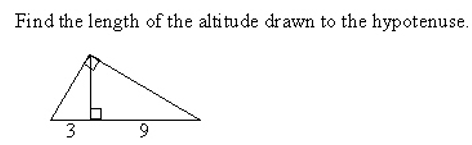 Find the length of the altitude drawn to the hypotenuse.
3 9